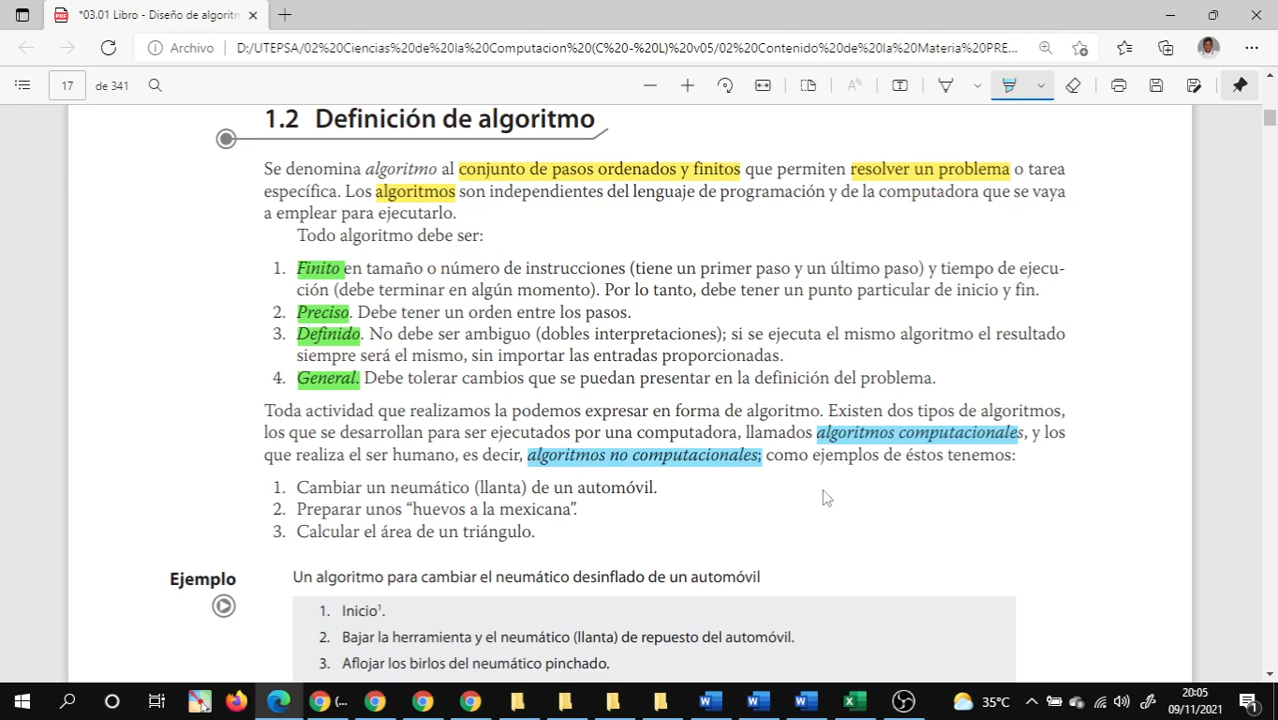 *03.01 Libro - Diseño de algoritm
Archivo
D:/UTEPSA/02%20Ciencias%20de%20la%20Computacion%20(C%20-%20L)%20v05/02%20Contenido%20de%20la%20Materia%20PRE...
17
de 341
1.2 Definición de algoritmo
Se denomina algoritmo al conjunto de pasos ordenados y finitos que permiten resolver un problema o tarea
específica. Los algoritmos son independientes del lenguaje de programación y de la computadora que se vaya
a emplear para ejecutarlo.
Todo algoritmo debe ser:
1. Finito en tamaño o número de instrucciones (tiene un primer paso y un último paso) y tiempo de ejecu-
ción (debe terminar en algún momento). Por lo tanto, debe tener un punto particular de inicio y fin.
2. Preciso. Debe tener un orden entre los pasos.
3. Definido. No debe ser ambiguo (dobles interpretaciones); si se ejecuta el mismo algoritmo el resultado
siempre será el mismo, sin importar las entradas proporcionadas.
4. General. Debe tolerar cambios que se puedan presentar en la definición del problema.
Toda actividad que realizamos la podemos expresar en forma de algoritmo. Existen dos tipos de algoritmos,
los que se desarrollan para ser ejecutados por una computadora, llamados algoritmos computacionales, y los
que realiza el ser humano, es decir, algoritmos no computacionales; como ejemplos de éstos tenemos:
1. Cambiar un neumático (llanta) de un automóvil.
2. Preparar unos “huevos a la mexicana”.
3. Calcular el área de un triángulo.
Ejemplo
Un algoritmo para cambiar el neumático desinflado de un automóvil
1. Inicio¹.
2. Bajar la herramienta y el neumático (llanta) de repuesto del automóvil.
3. Aflojar los birlos del neumático pinchado.
(...
35°C
20:05
09/11/2021
1